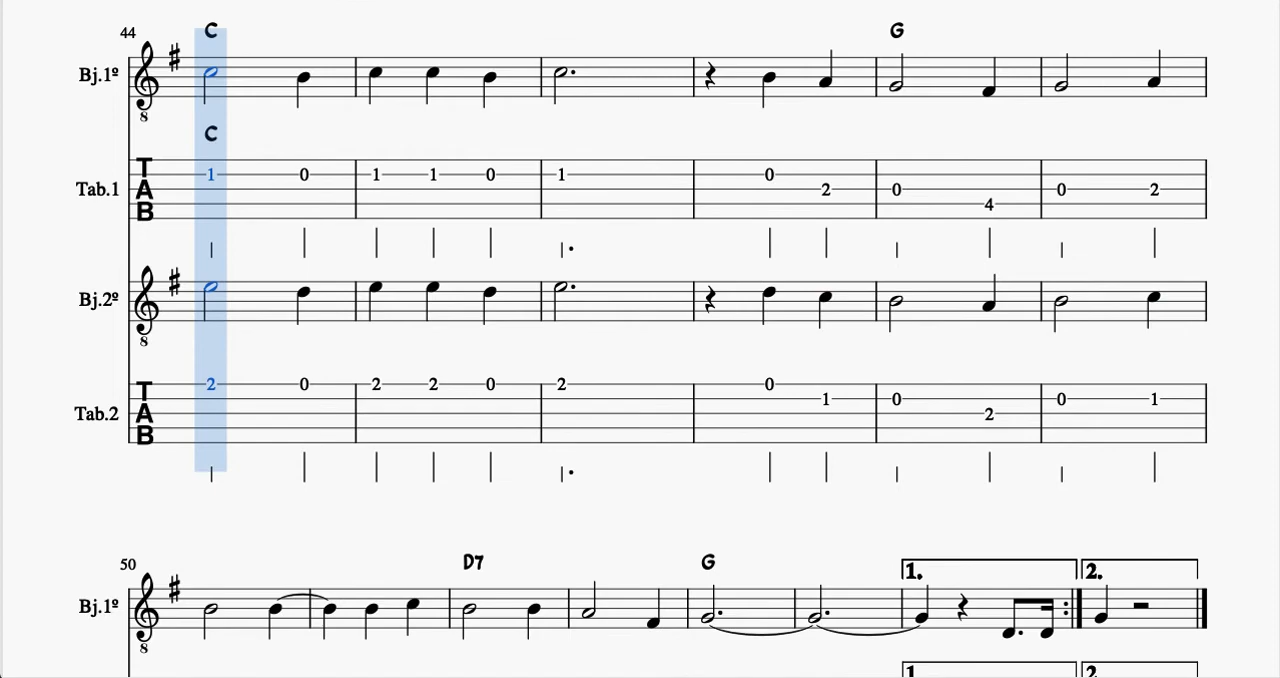 44 C G
Bj.1º
8
C
T A B
Tab.1 1 0 1 1 0 1 0 2 0 4 0 2
Bj.2º
8
T A B
Tab.2 2 0 2 2 0 2 0 1 0 2 0 1
50 D7 G 1. 2.
Bj.1º
8
1. 2.